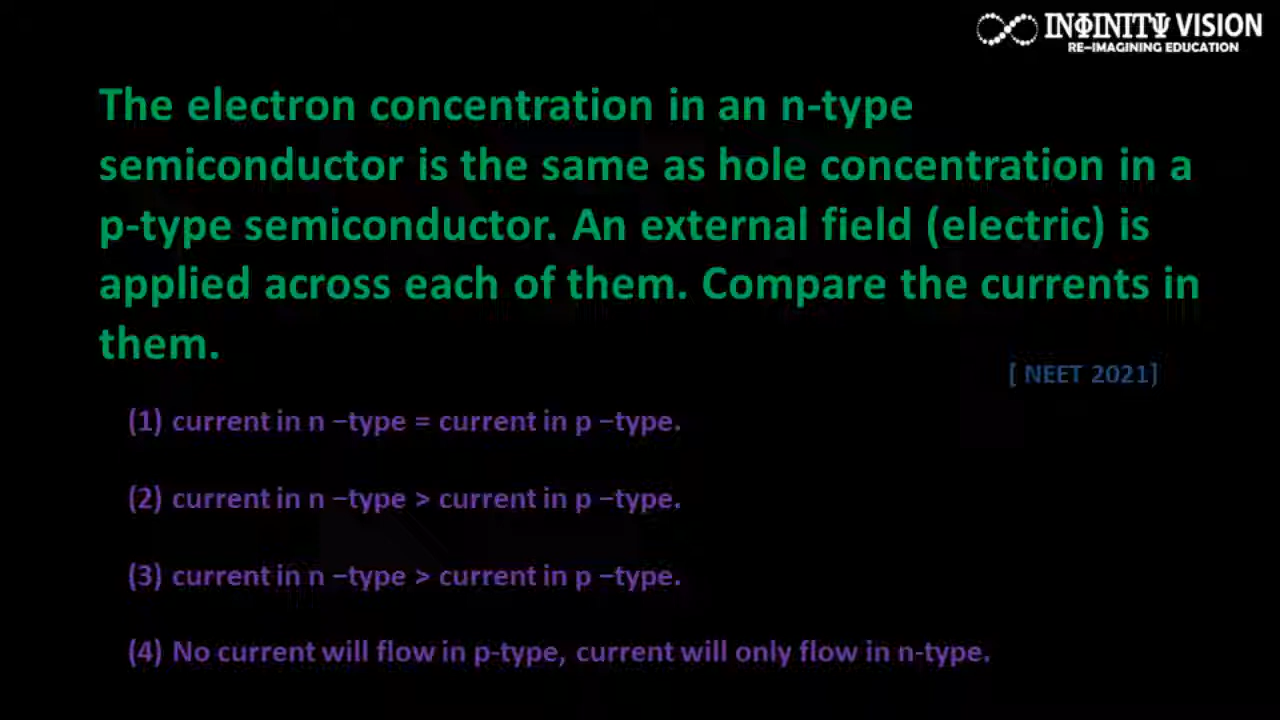 INΦINITΨ VISION
RE-IMAGINING EDUCATION
The electron concentration in an n-type
semiconductor is the same as hole concentration in a
p-type semiconductor. An external field (electric) is
applied across each of them. Compare the currents in
them.
[ NEET 2021]
(1) current in n −type = current in p −type.
(2) current in n −type > current in p −type.
(3) current in n −type > current in p −type.
(4) No current will flow in p-type, current will only flow in n-type.